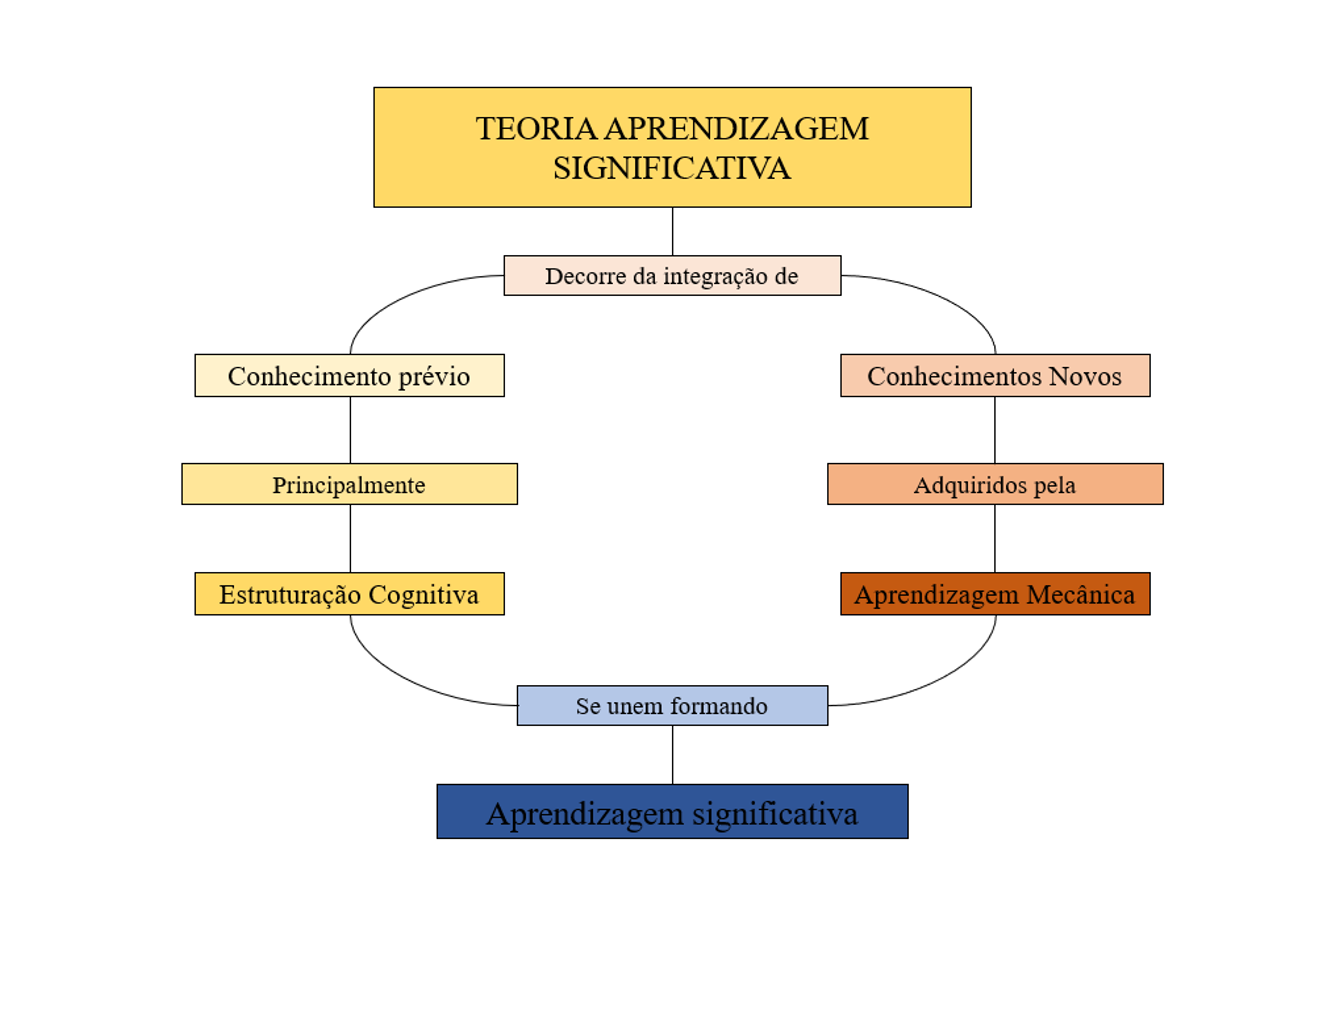 TEORIA APRENDIZAGEM
SIGNIFICATIVA
Decorre da integração de
Conhecimento prévio
Conhecimentos Novos
Principalmente
Adquiridos pela
Estruturação Cognitiva
Aprendizagem Mecânica
Se unem formando
Aprendizagem significativa